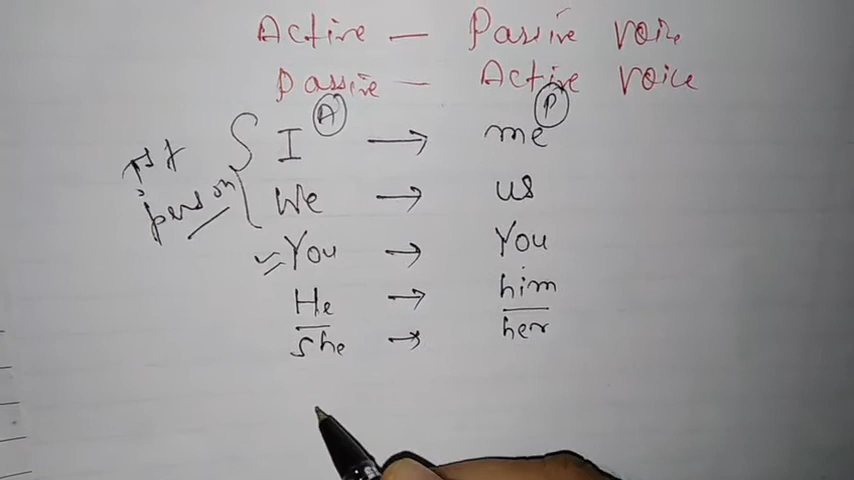 Active — Passive voice
Passive — Active voice
A P
I → me
1st person
We → us
You → You
He → him
she → her